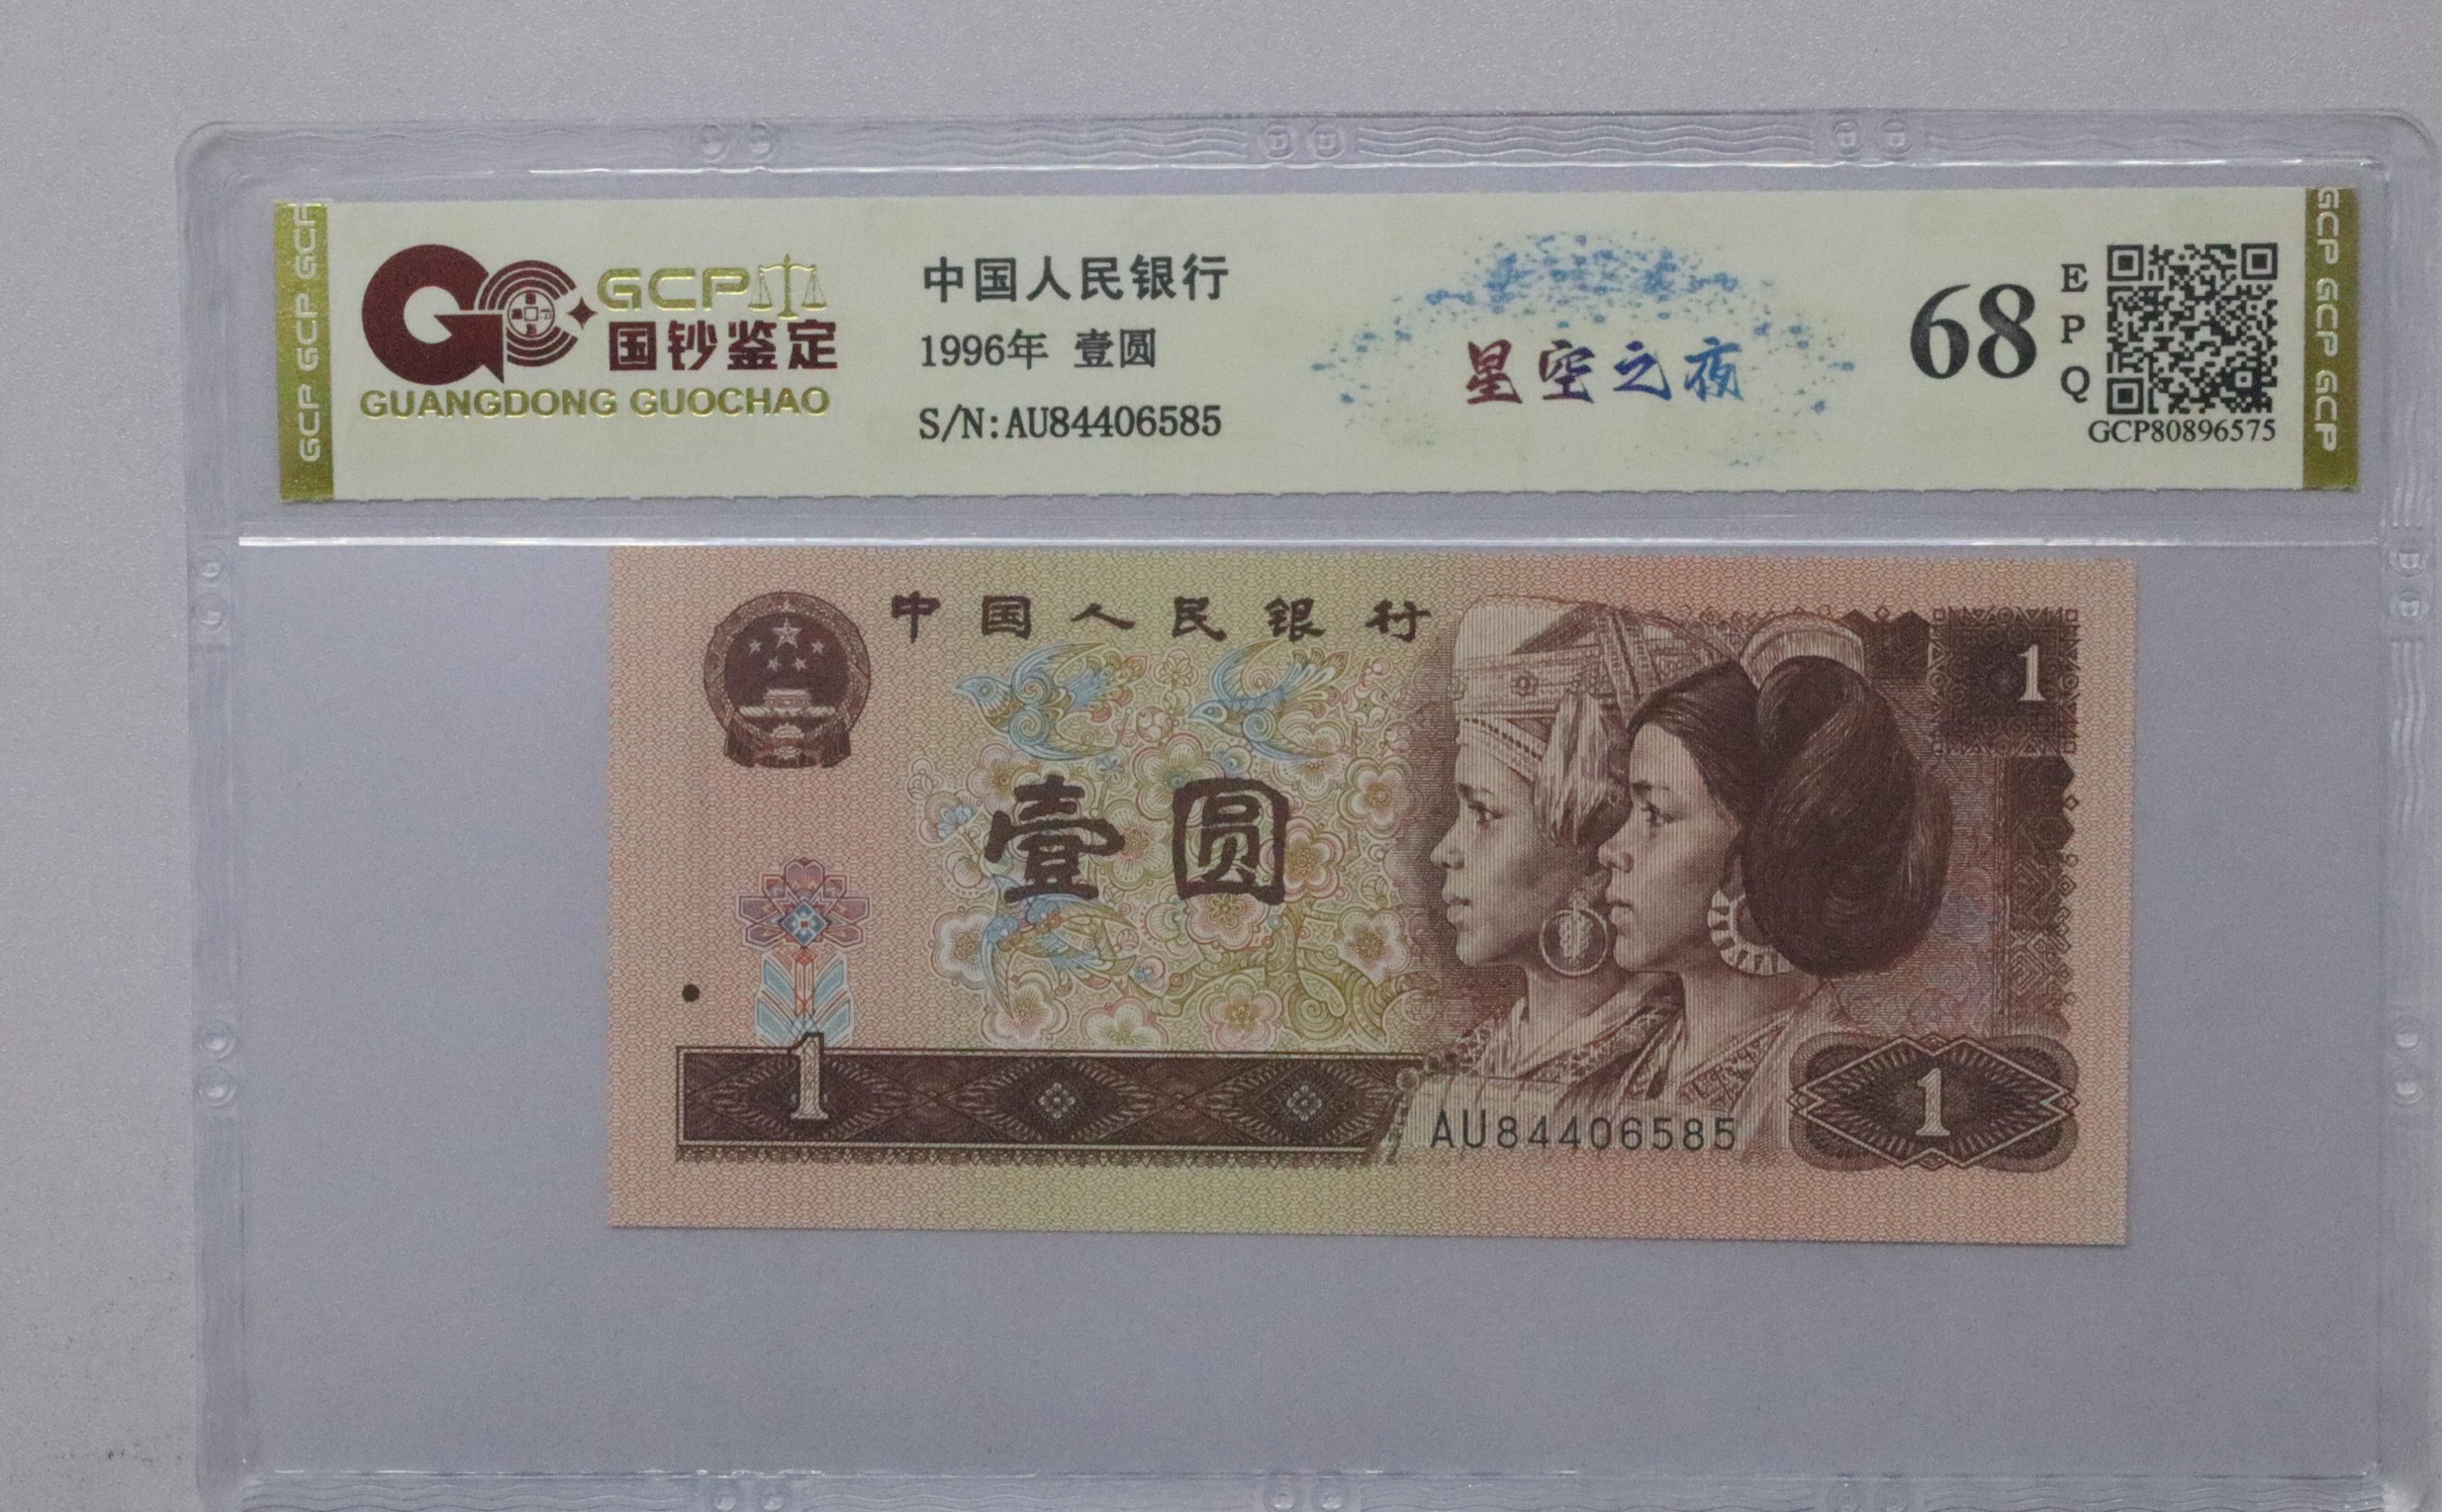 GCP
国钞鉴定
GUANGDONG GUOCHAO
中国人民银行
1996年 壹圆
S/N:AU84406585
星空之夜
68
EPQ
GCP80896575
GCP GCP GCP
GCP GCP GCP GCP
中国人民银行
1
壹圆
1
1
AU84406585